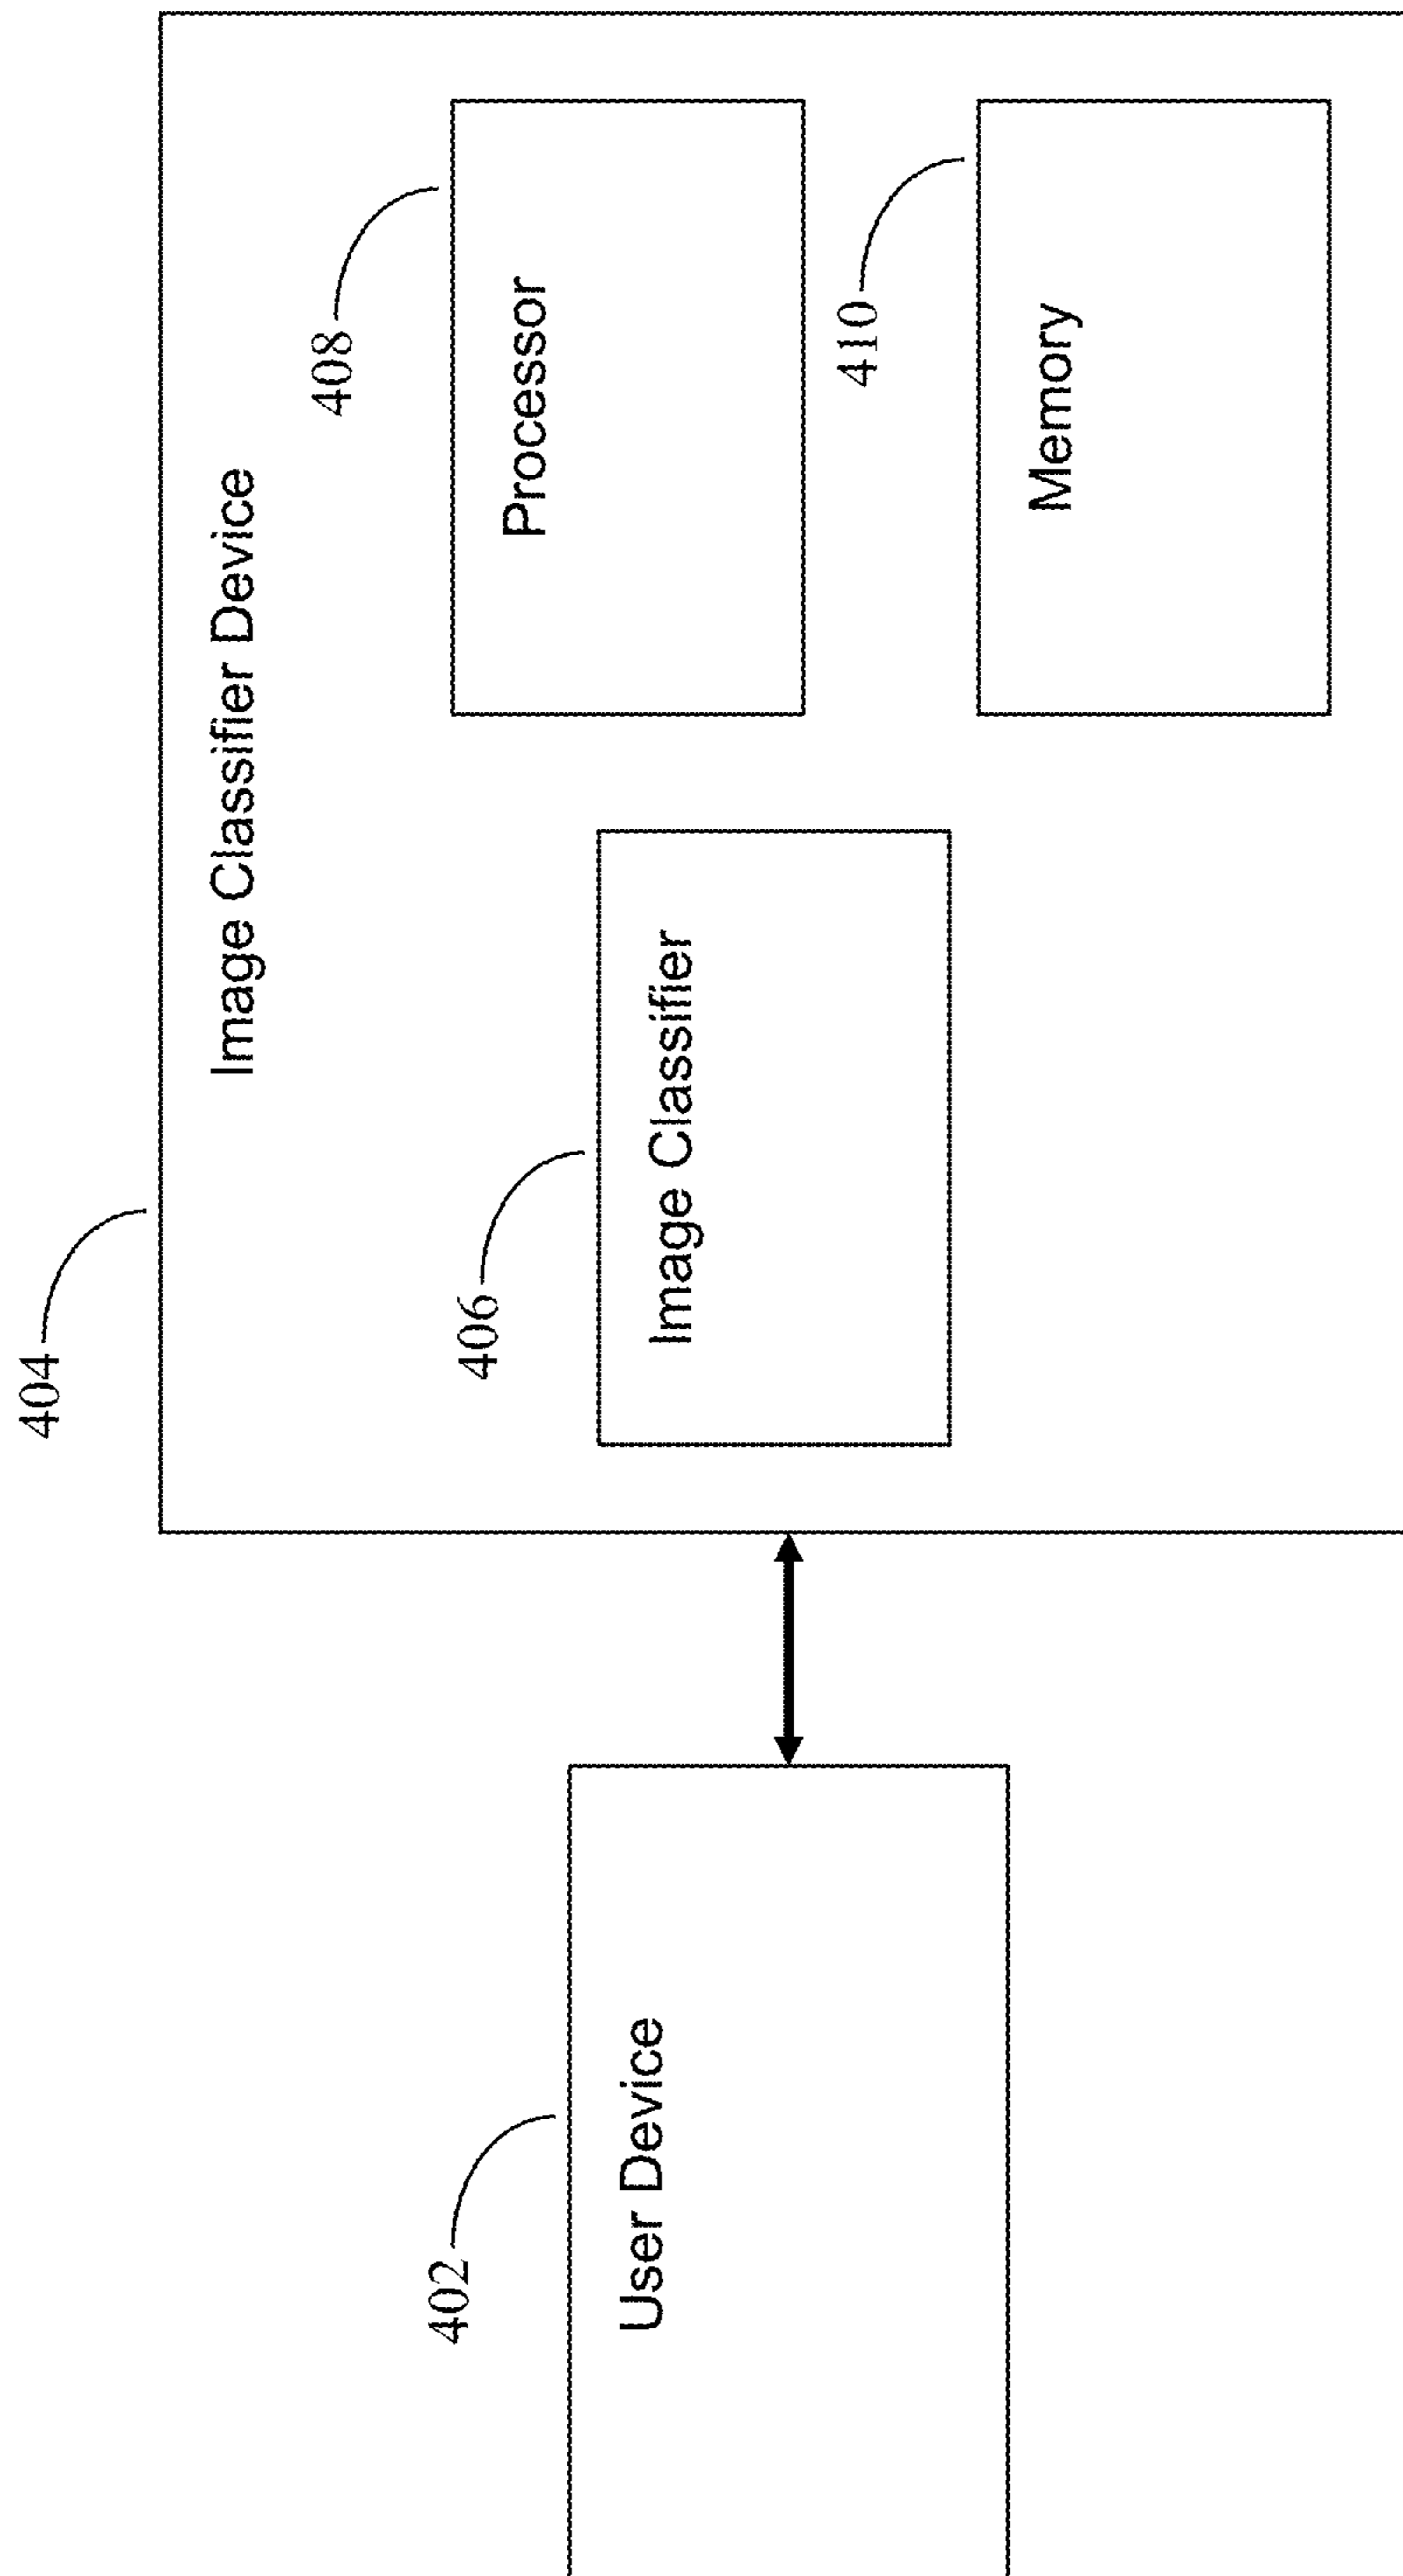 404
Image Classifier Device
408
Processor
406
Image Classifier
410
Memory
402
User Device